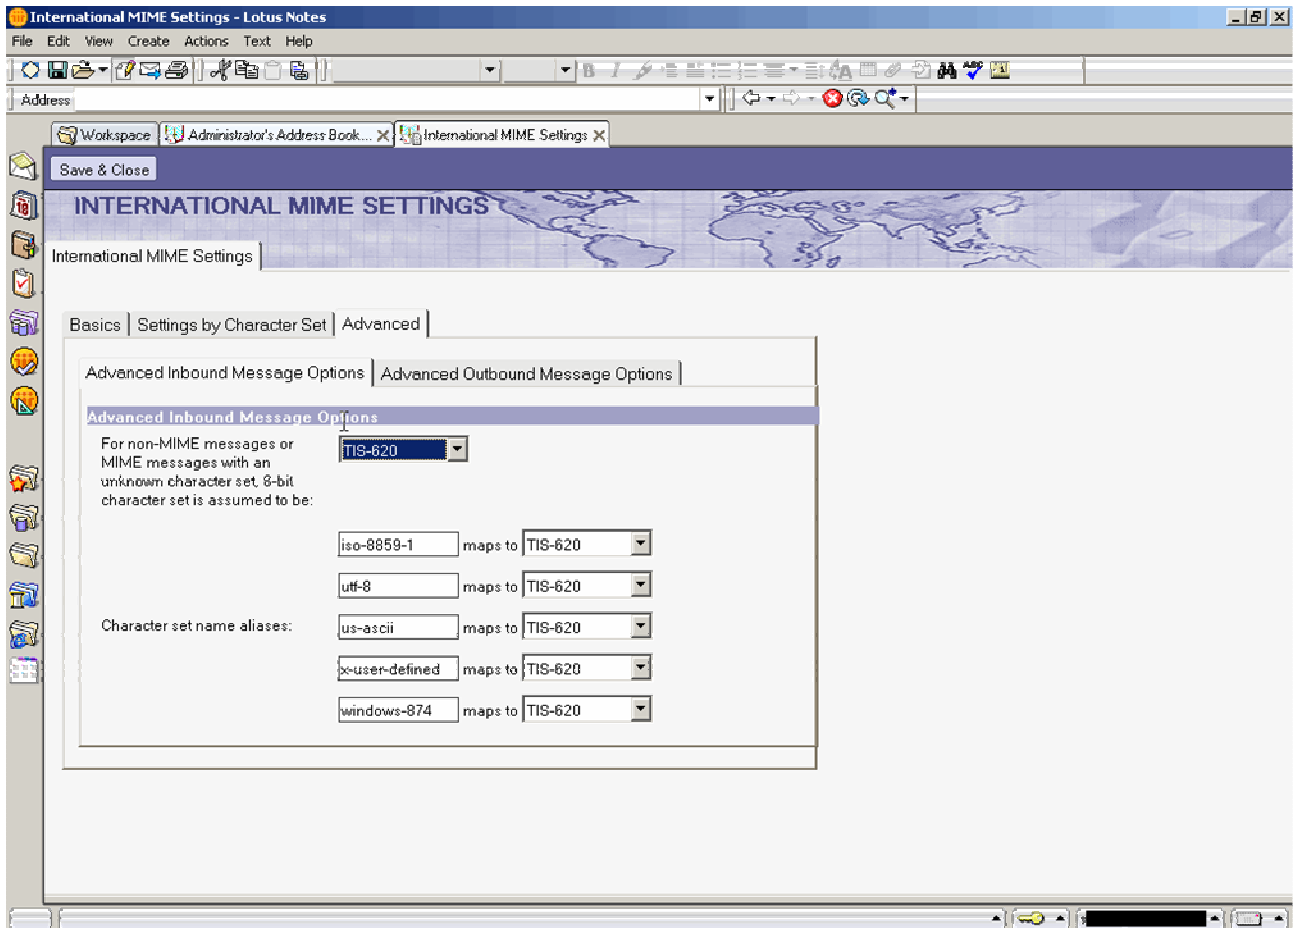 International MIME Settings - Lotus Notes
File Edit View Create Actions Text Help
Address
Workspace Administrator's Address Book... International MIME Settings
Save & Close
INTERNATIONAL MIME SETTINGS
International MIME Settings
Basics Settings by Character Set Advanced
Advanced Inbound Message Options Advanced Outbound Message Options
Advanced Inbound Message Options
For non-MIME messages or
MIME messages with an
unknown character set, 8-bit
character set is assumed to be:
TIS-620
iso-8859-1 maps to TIS-620
utf-8 maps to TIS-620
Character set name aliases: us-ascii maps to TIS-620
x-user-defined maps to TIS-620
windows-874 maps to TIS-620